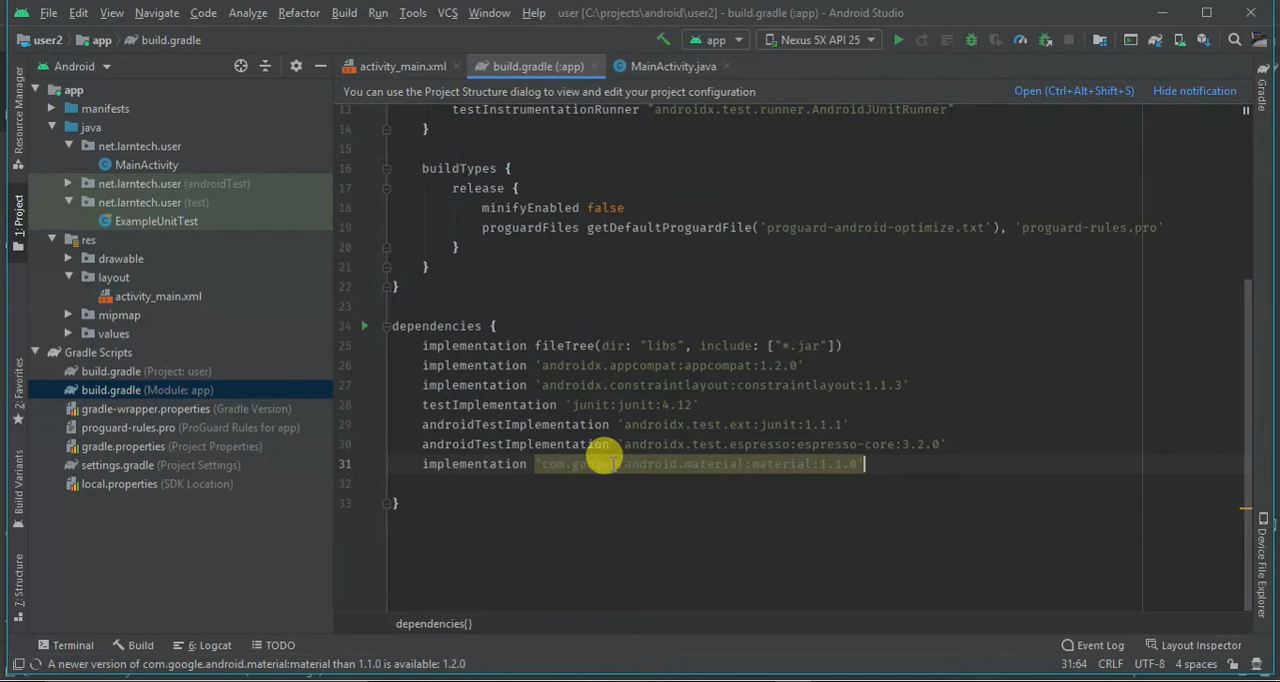 File Edit View Navigate Code Analyze Refactor Build Run Tools VCS Window Help user [C:\projects\android\user2] - build.gradle (:app) - Android Studio
user2 app build.gradle app Nexus 5X API 25
Android activity_main.xml build.gradle (:app) MainActivity.java
You can use the Project Structure dialog to view and edit your project configuration Open (Ctrl+Alt+Shift+S) Hide notification
Resource Manager
1: Project
2: Favorites
Build Variants
7: Structure
app
manifests
java
net.larntech.user
MainActivity
net.larntech.user (androidTest)
net.larntech.user (test)
ExampleUnitTest
res
drawable
layout
activity_main.xml
mipmap
values
Gradle Scripts
build.gradle (Project: user)
build.gradle (Module: app)
gradle-wrapper.properties (Gradle Version)
proguard-rules.pro (ProGuard Rules for app)
gradle.properties (Project Properties)
settings.gradle (Project Settings)
local.properties (SDK Location)
13 testInstrumentationRunner "androidx.test.runner.AndroidJUnitRunner"
14 }
15
16 buildTypes {
17 release {
18 minifyEnabled false
19 proguardFiles getDefaultProguardFile('proguard-android-optimize.txt'), 'proguard-rules.pro'
20 }
21 }
22 }
23
24 dependencies {
25 implementation fileTree(dir: "libs", include: ["*.jar"])
26 implementation 'androidx.appcompat:appcompat:1.2.0'
27 implementation 'androidx.constraintlayout:constraintlayout:1.1.3'
28 testImplementation 'junit:junit:4.12'
29 androidTestImplementation 'androidx.test.ext:junit:1.1.1'
30 androidTestImplementation 'androidx.test.espresso:espresso-core:3.2.0'
31 implementation 'com.google.android.material:material:1.1.0'
32
33 }
dependencies{}
Gradle
Device File Explorer
Terminal Build 6: Logcat TODO Event Log Layout Inspector
A newer version of com.google.android.material:material than 1.1.0 is available: 1.2.0 31:64 CRLF UTF-8 4 spaces